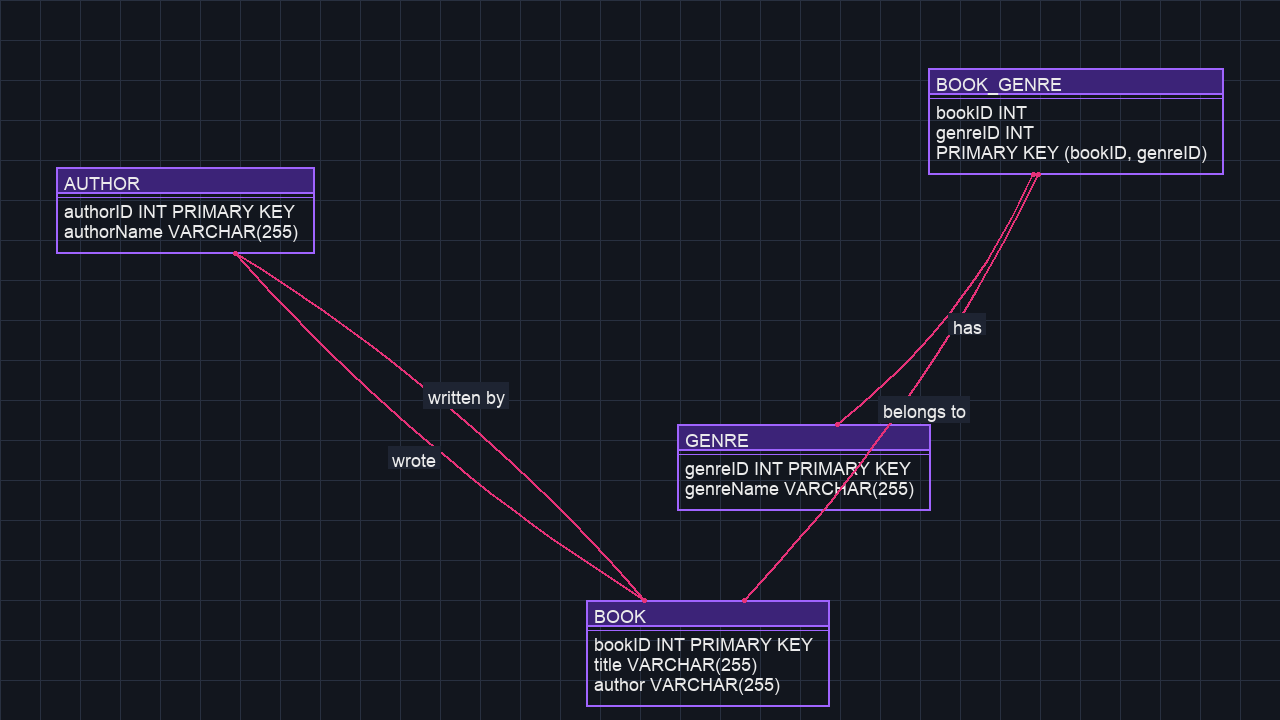 BOOK_GENRE
bookID INT
genreID INT
PRIMARY KEY (bookID, genreID)
AUTHOR
authorID INT PRIMARY KEY
authorName VARCHAR(255)
has
written by
belongs to
wrote
GENRE
genreID INT PRIMARY KEY
genreName VARCHAR(255)
BOOK
bookID INT PRIMARY KEY
title VARCHAR(255)
author VARCHAR(255)